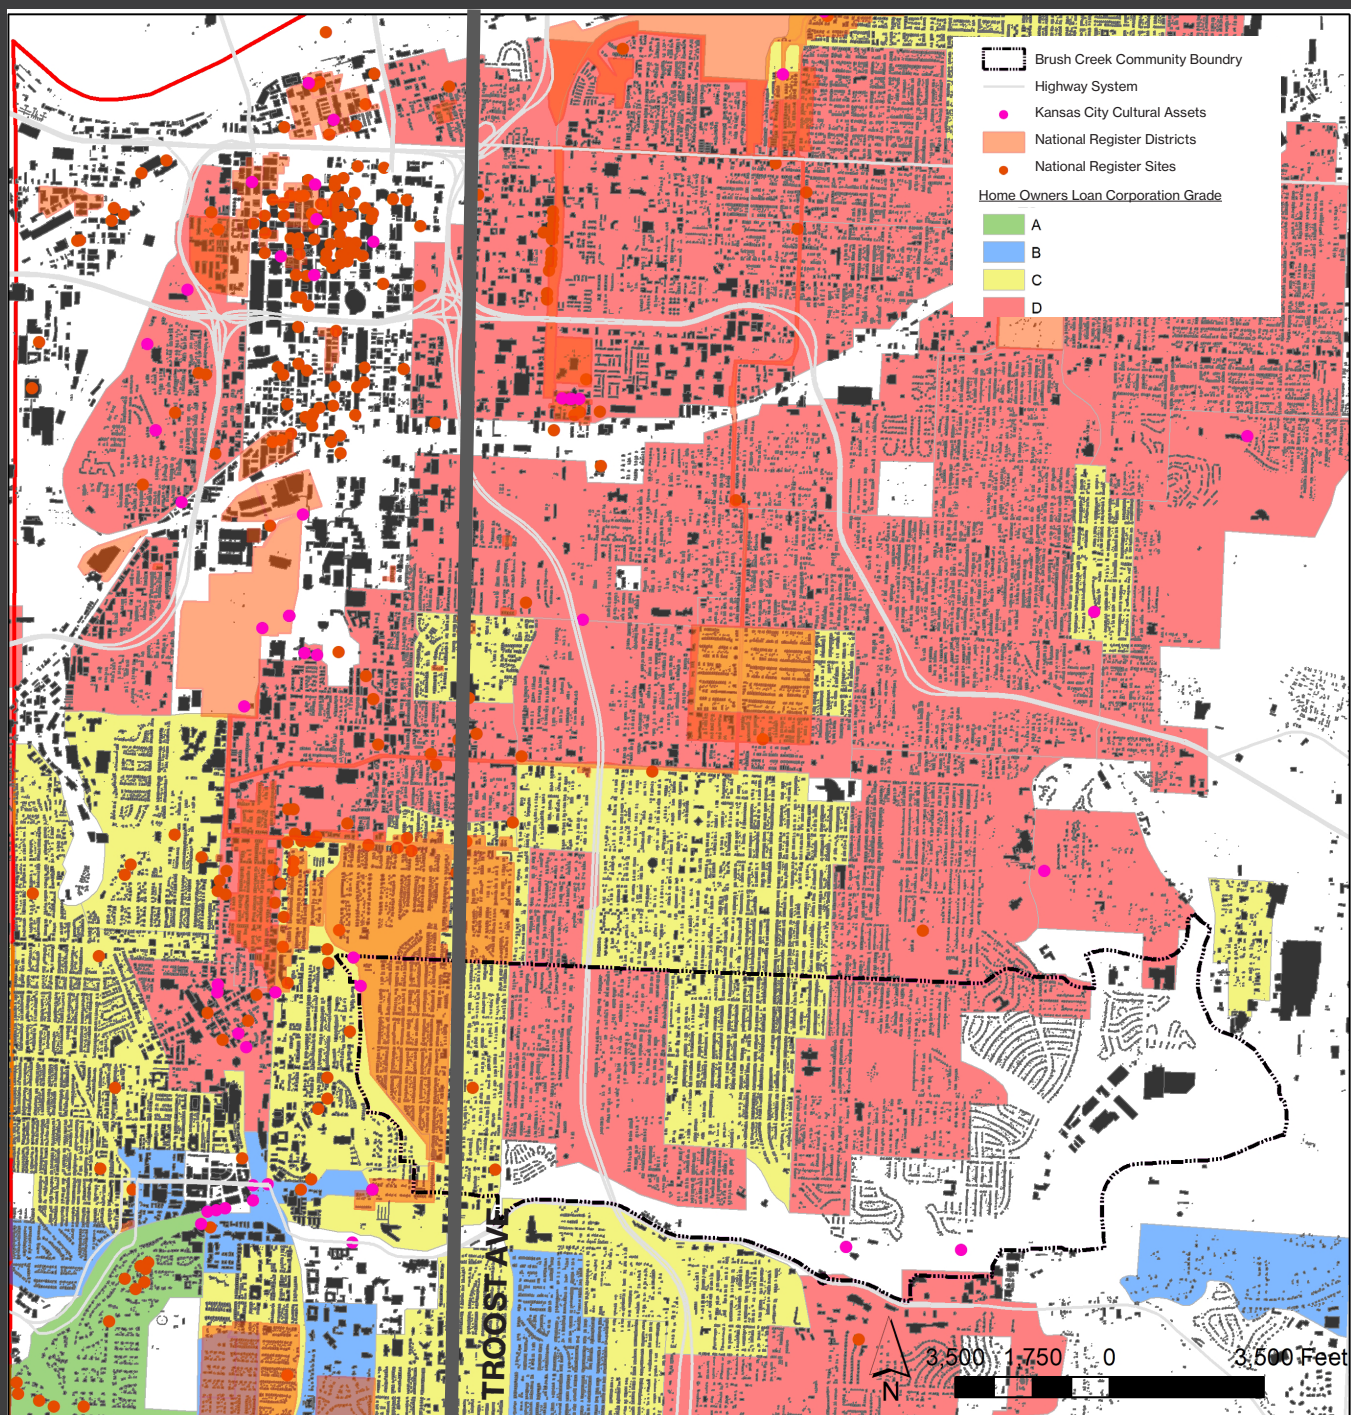 Brush Creek Community Boundry
Highway System
Kansas City Cultural Assets
National Register Districts
National Register Sites
Home Owners Loan Corporation Grade
A
B
C
D
TROOST AVE
N
3,500 1,750 0 3,500 Feet